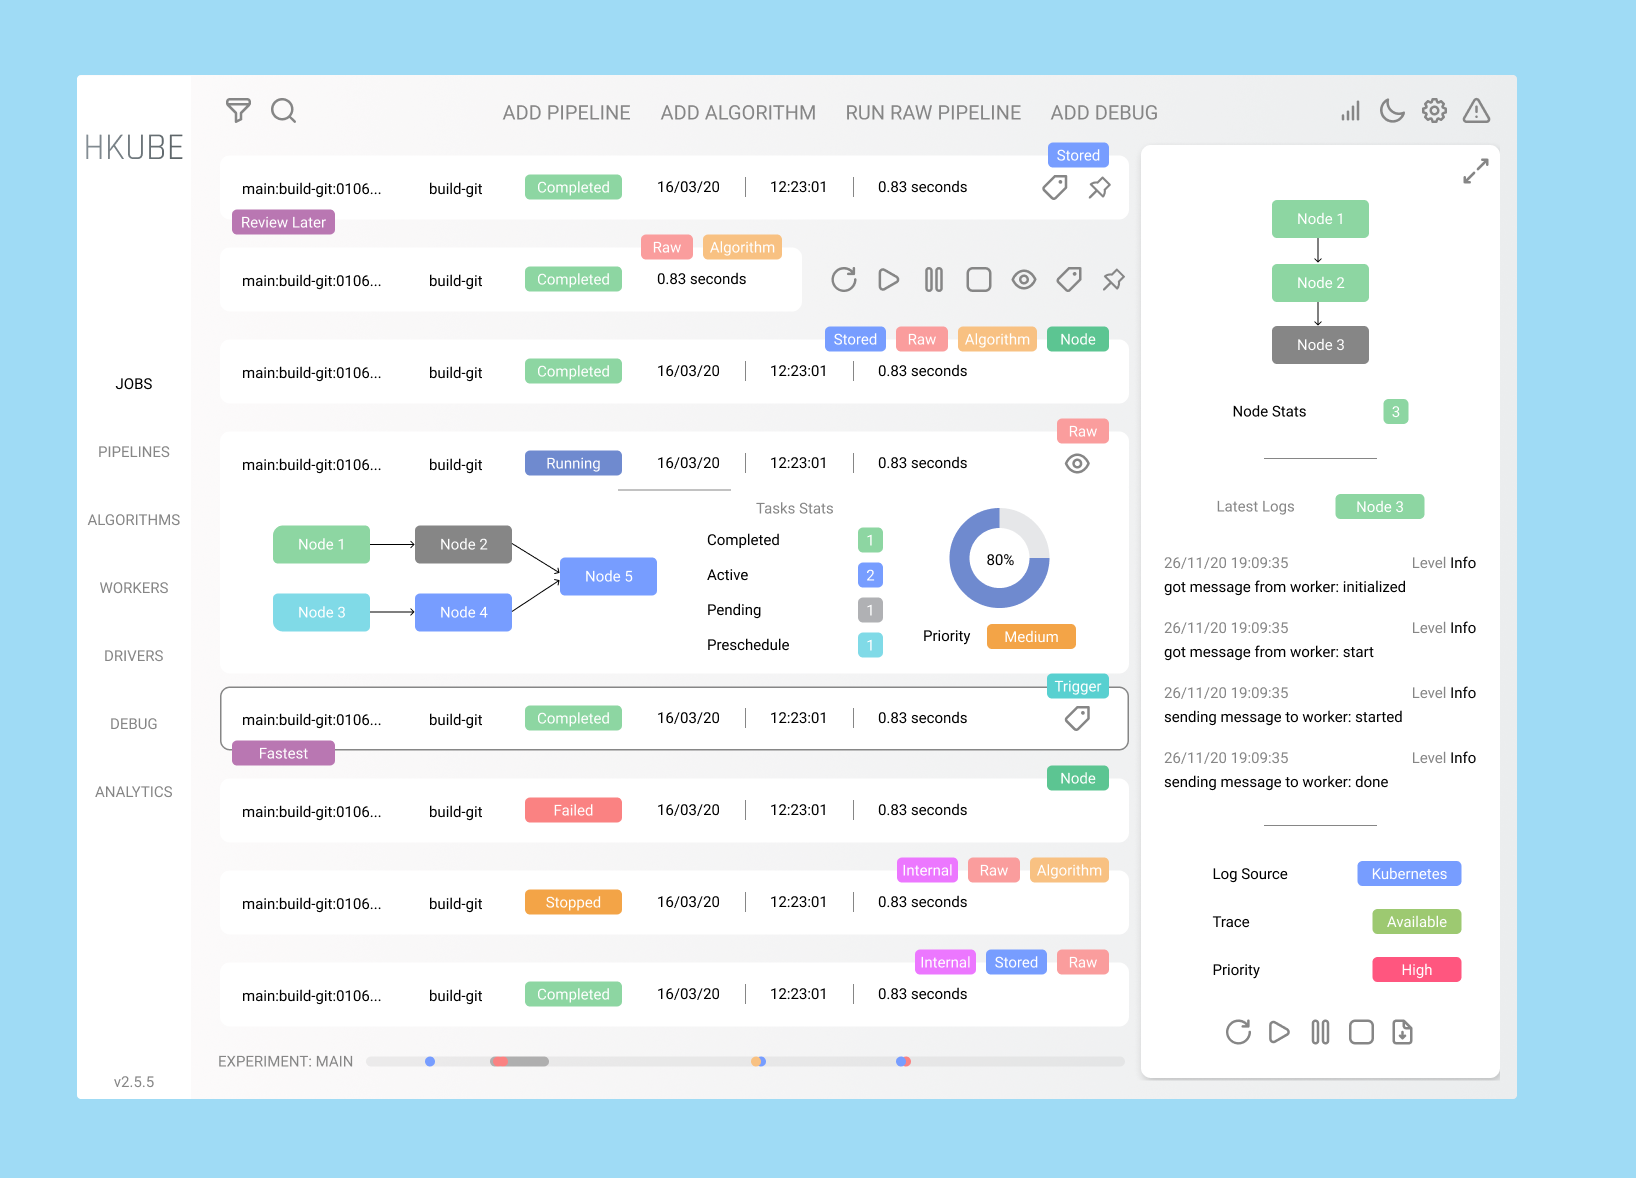 HKUBE
JOBS
PIPELINES
ALGORITHMS
WORKERS
DRIVERS
DEBUG
ANALYTICS
v2.5.5
ADD PIPELINE ADD ALGORITHM RUN RAW PIPELINE ADD DEBUG
Stored
main:build-git:0106... build-git Completed 16/03/20 12:23:01 0.83 seconds
Review Later
Raw Algorithm
main:build-git:0106... build-git Completed 0.83 seconds
Stored Raw Algorithm Node
main:build-git:0106... build-git Completed 16/03/20 12:23:01 0.83 seconds
Raw
main:build-git:0106... build-git Running 16/03/20 12:23:01 0.83 seconds
Node 1 Node 2
Node 5
Node 3 Node 4
Tasks Stats
Completed 1
Active 2
Pending 1
Preschedule 1
80%
Priority Medium
Trigger
main:build-git:0106... build-git Completed 16/03/20 12:23:01 0.83 seconds
Fastest
Node
main:build-git:0106... build-git Failed 16/03/20 12:23:01 0.83 seconds
Internal Raw Algorithm
main:build-git:0106... build-git Stopped 16/03/20 12:23:01 0.83 seconds
Internal Stored Raw
main:build-git:0106... build-git Completed 16/03/20 12:23:01 0.83 seconds
EXPERIMENT: MAIN
Node 1
Node 2
Node 3
Node Stats 3
Latest Logs Node 3
26/11/20 19:09:35 Level Info
got message from worker: initialized
26/11/20 19:09:35 Level Info
got message from worker: start
26/11/20 19:09:35 Level Info
sending message to worker: started
26/11/20 19:09:35 Level Info
sending message to worker: done
Log Source Kubernetes
Trace Available
Priority High